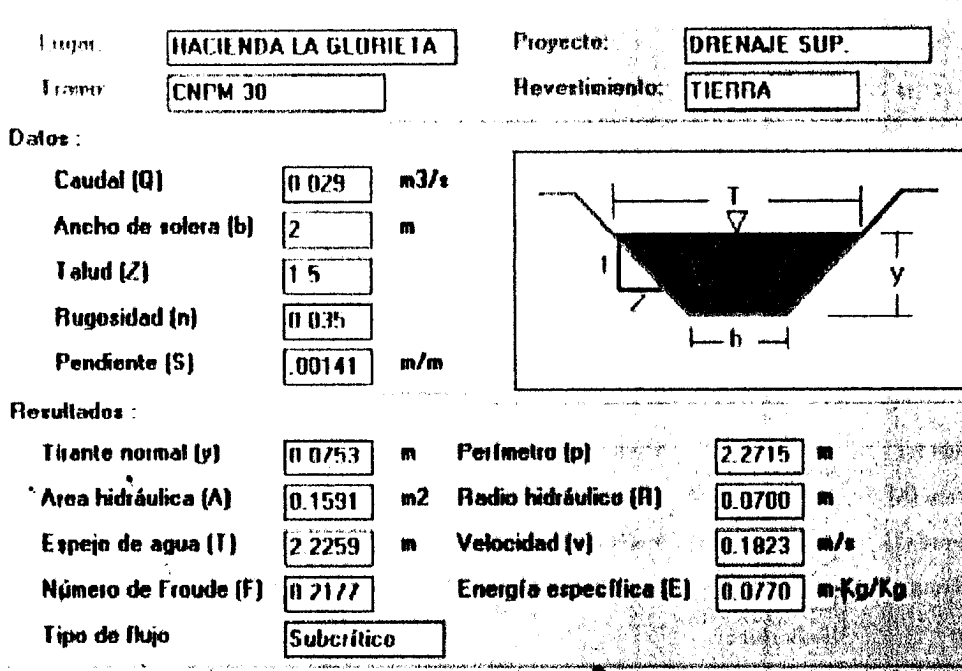 Lugar: HACIENDA LA GLORIETA Proyecto: DRENAJE SUP.
Tramo: CNPM 30 Revestimiento: TIERRA
Datos :
Caudal (Q) 0.029 m3/s
Ancho de solera (b) 2 m
Talud (Z) 1.5
Rugosidad (n) 0.035
Pendiente (S) .00141 m/m
T
1
Z
y
b
Resultados :
Tirante normal (y) 0.0753 m Perímetro (p) 2.2715 m
Area hidráulica (A) 0.1591 m2 Radio hidráulico (R) 0.0700 m
Espejo de agua (T) 2.2259 m Velocidad (v) 0.1823 m/s
Número de Froude (F) 0.2177 Energía específica (E) 0.0770 m-Kg/Kg
Tipo de flujo Subcrítico